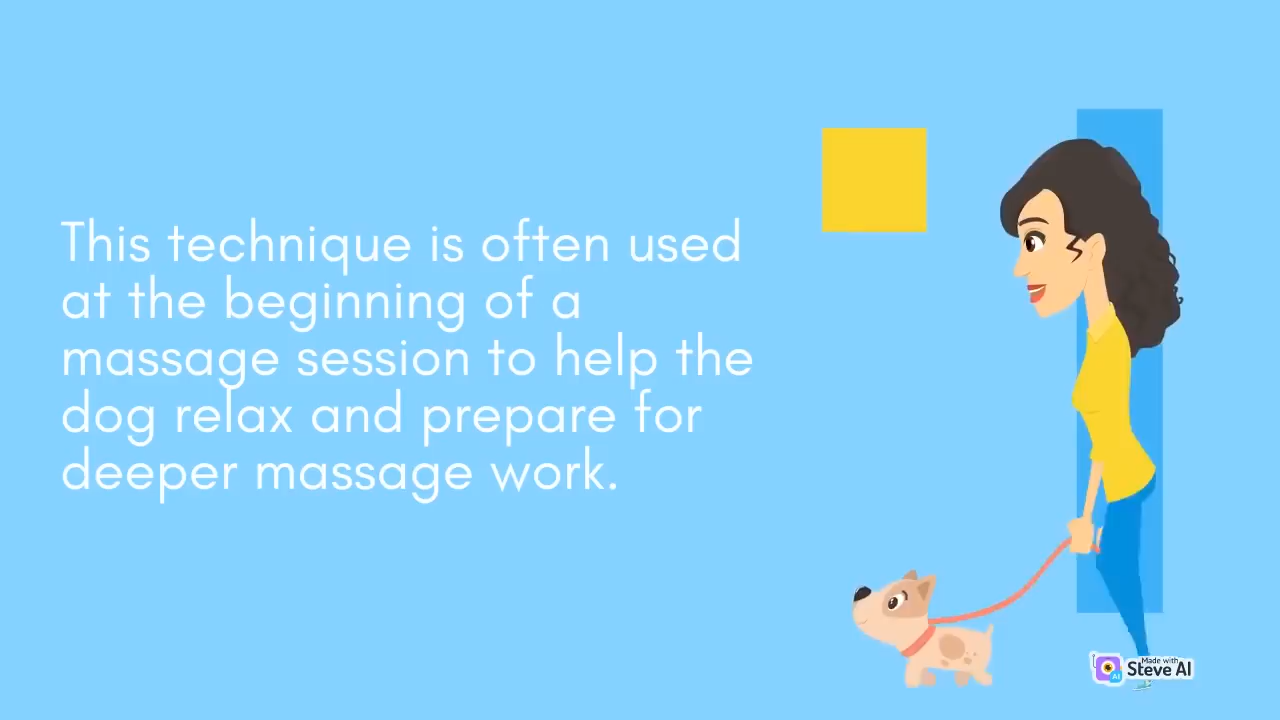 This technique is often used
at the beginning of a
massage session to help the
dog relax and prepare for
deeper massage work.
Made with
Steve AI
AI